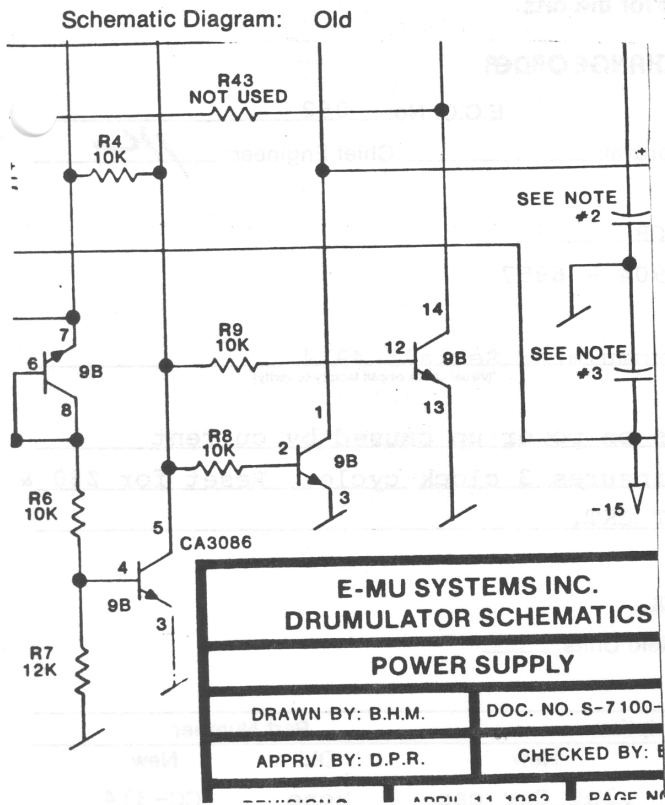 Schematic Diagram: Old
R43
NOT USED
R4
10K
+
SEE NOTE
#2
14
7
R9
10K
12
9B
SEE NOTE
#3
6
9B
8
13
1
R8
10K
2
9B
3
-15
R6
10K
5
CA3086
4
9B
3
R7
12K
E-MU SYSTEMS INC.
DRUMULATOR SCHEMATICS
POWER SUPPLY
DRAWN BY: B.H.M.
DOC. NO. S-7100-
APPRV. BY: D.P.R.
CHECKED BY:
APRIL 11 1983
PAGE